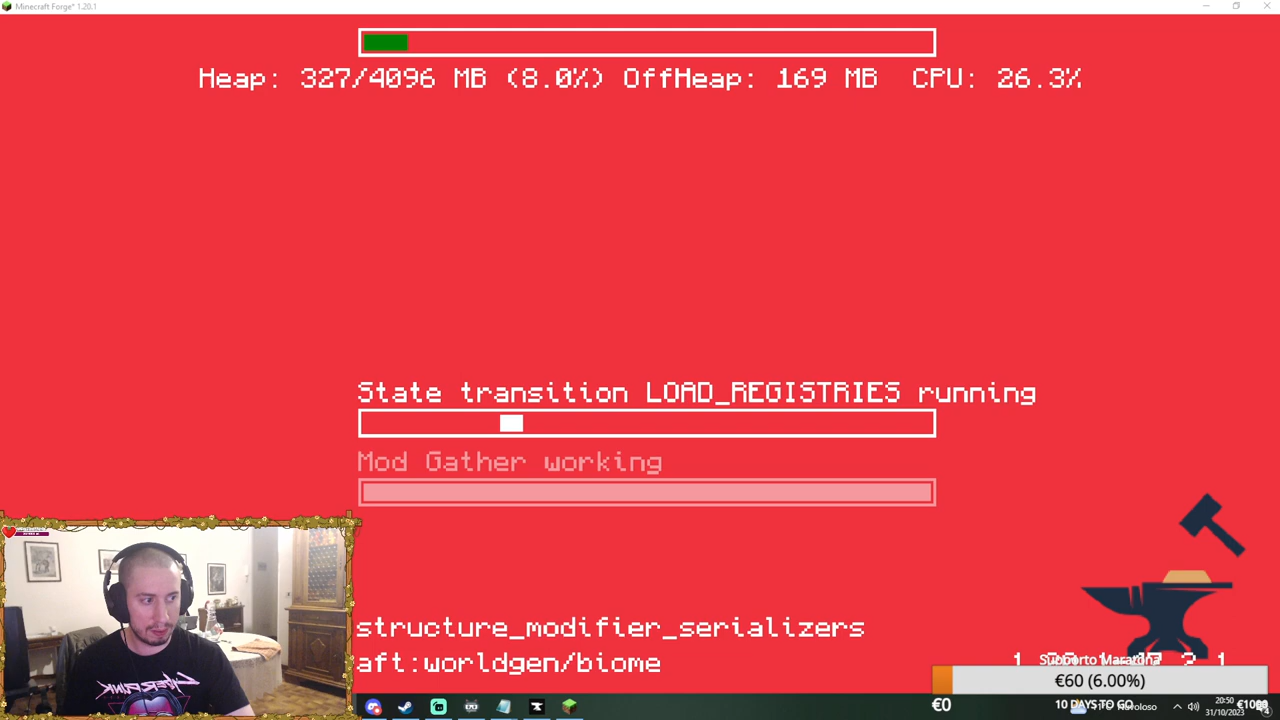 Minecraft Forge* 1.20.1
Heap: 327/4096 MB (8.0%) OffHeap: 169 MB CPU: 26.3%
State transition LOAD_REGISTRIES running
Mod Gather working
structure_modifier_serializers
aft:worldgen/biome
Supporto Maratona
€60 (6.00%)
€0
10 DAYS TO GO
20:50
31/10/2023